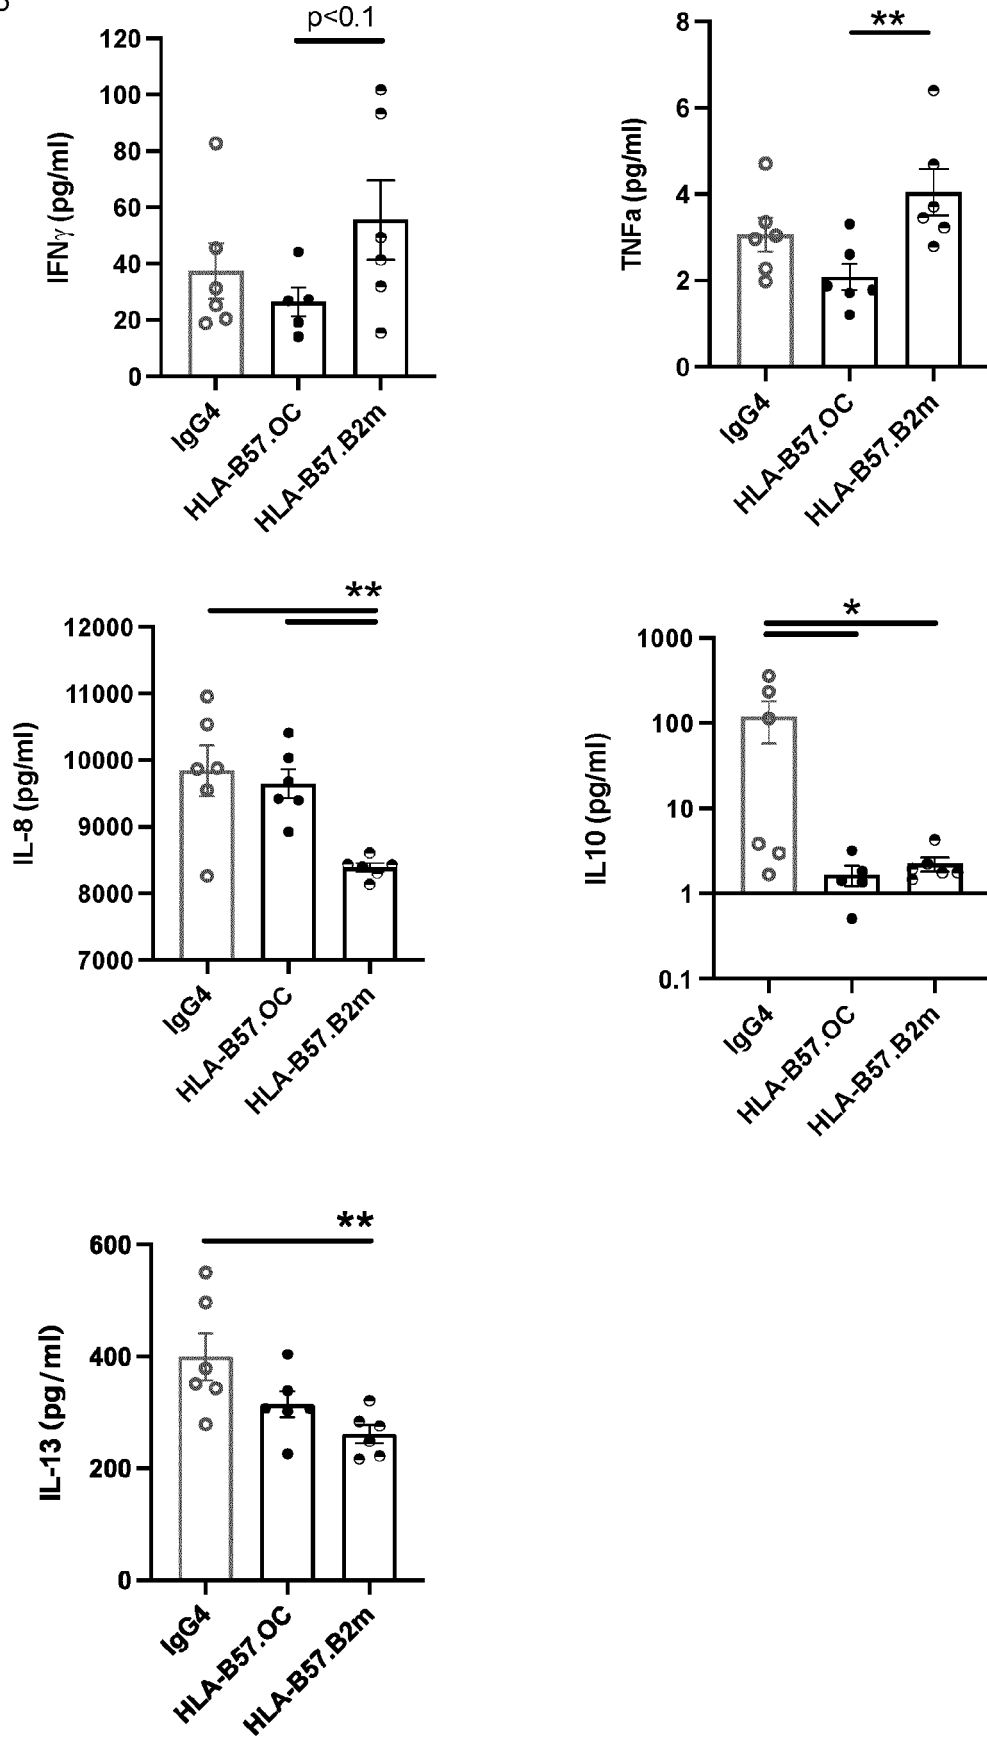 p<0.1
IFNγ (pg/ml)
120
100
80
60
40
20
0
IgG4
HLA-B57.OC
HLA-B57.B2m
**
TNFa (pg/ml)
8
6
4
2
0
IgG4
HLA-B57.OC
HLA-B57.B2m
**
IL-8 (pg/ml)
12000
11000
10000
9000
8000
7000
IgG4
HLA-B57.OC
HLA-B57.B2m
*
IL10 (pg/ml)
1000
100
10
1
0.1
IgG4
HLA-B57.OC
HLA-B57.B2m
**
IL-13 (pg/ml)
600
400
200
0
IgG4
HLA-B57.OC
HLA-B57.B2m